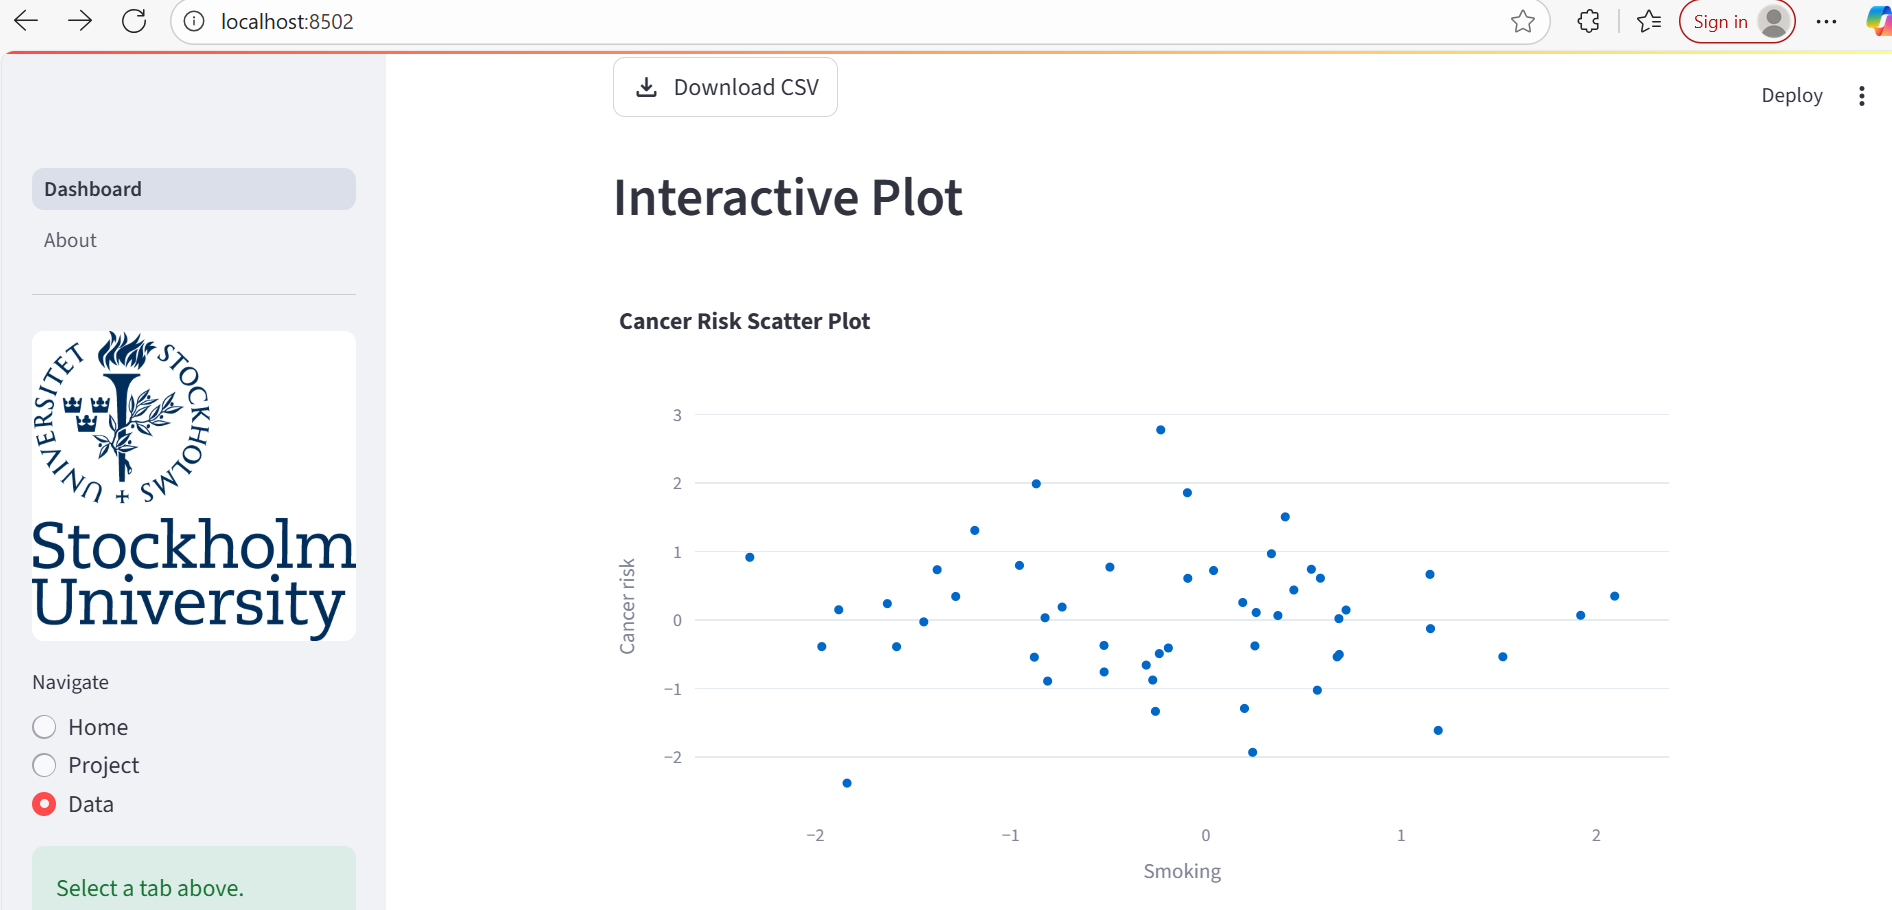 localhost:8502
Sign in
Download CSV
Deploy
Dashboard
About
Interactive Plot
STOCKHOLMS
UNIVERSITET
Stockholm
University
Navigate
Home
Project
Data
Select a tab above.
Cancer Risk Scatter Plot
Cancer risk
3
2
1
0
−1
−2
−2 −1 0 1 2
Smoking